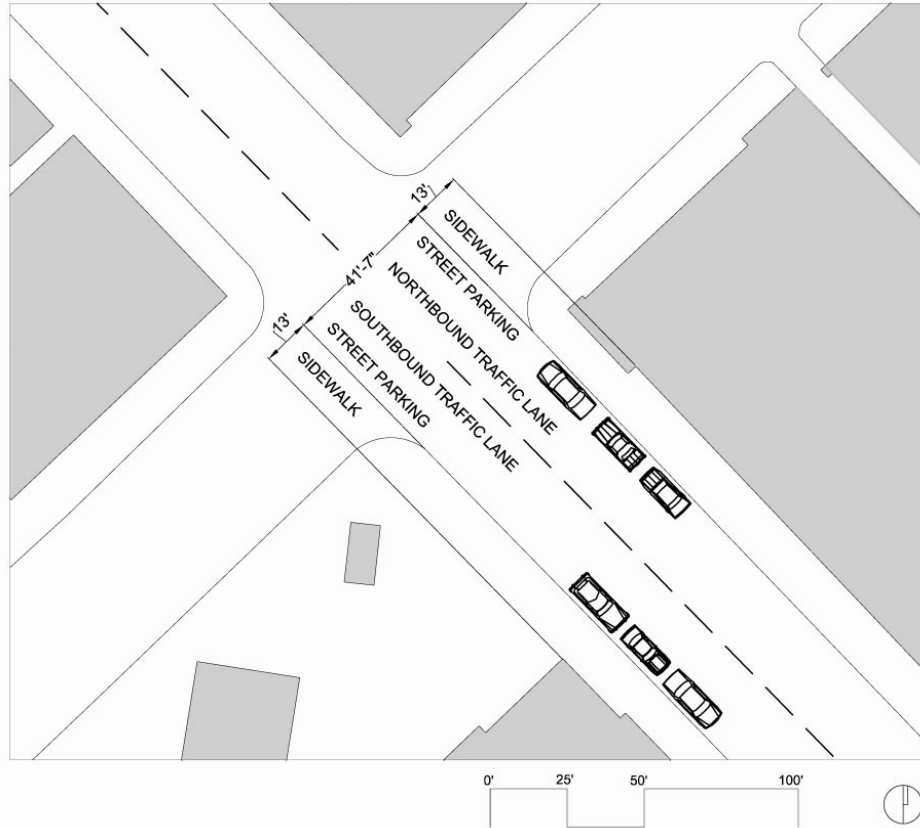 13'
SIDEWALK
STREET PARKING
41'-7"
NORTHBOUND TRAFFIC LANE
SOUTHBOUND TRAFFIC LANE
STREET PARKING
13'
SIDEWALK
0' 25' 50' 100'